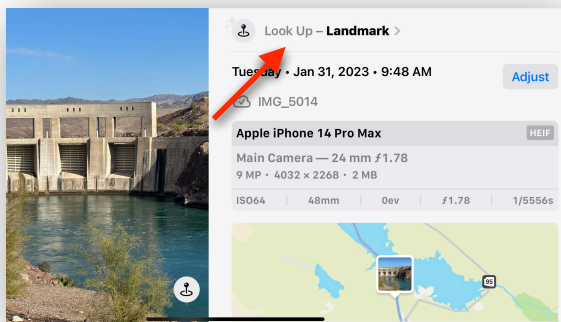 Look Up – Landmark
Tuesday • Jan 31, 2023 • 9:48 AM
Adjust
IMG_5014
Apple iPhone 14 Pro Max
HEIF
Main Camera — 24 mm ƒ1.78
9 MP • 4032 × 2268 • 2 MB
ISO64
48mm
0ev
ƒ1.78
1/5556s
95